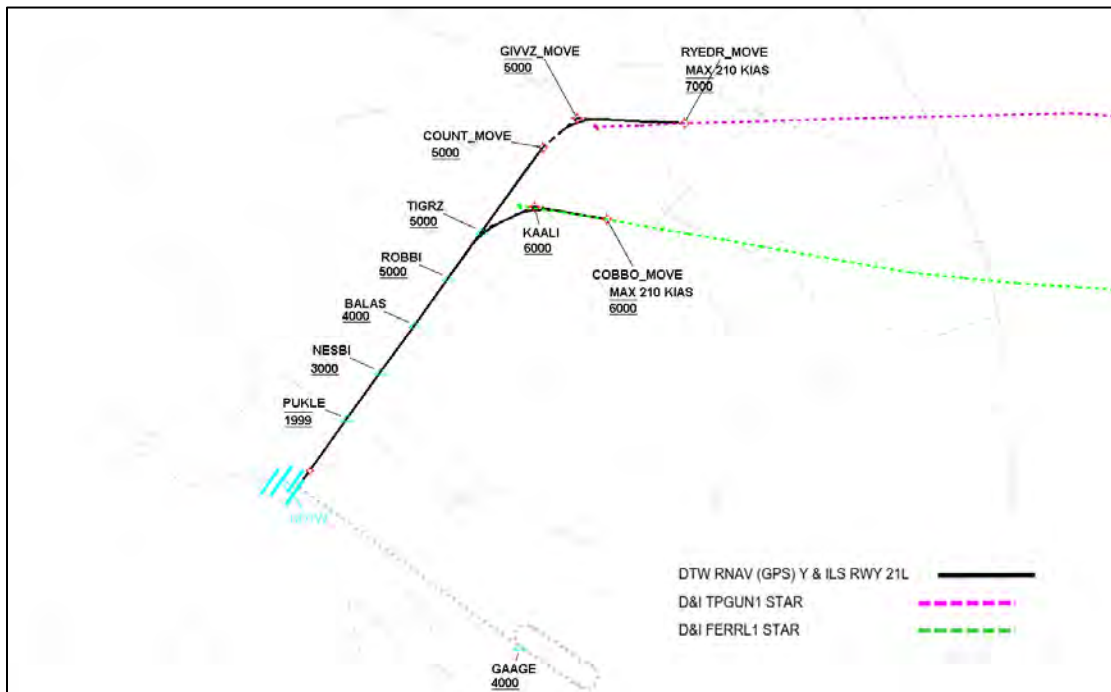 GIVVZ_MOVE
5000
RYEDR_MOVE
MAX 210 KIAS
7000
COUNT_MOVE
5000
TIGRZ
5000
KAALI
6000
ROBBI
5000
COBBO_MOVE
MAX 210 KIAS
6000
BALAS
4000
NESBI
3000
PUKLE
1999
DTW RNAV (GPS) Y & ILS RWY 21L
D&I TPGUN1 STAR
D&I FERRL1 STAR
GAAGE
4000